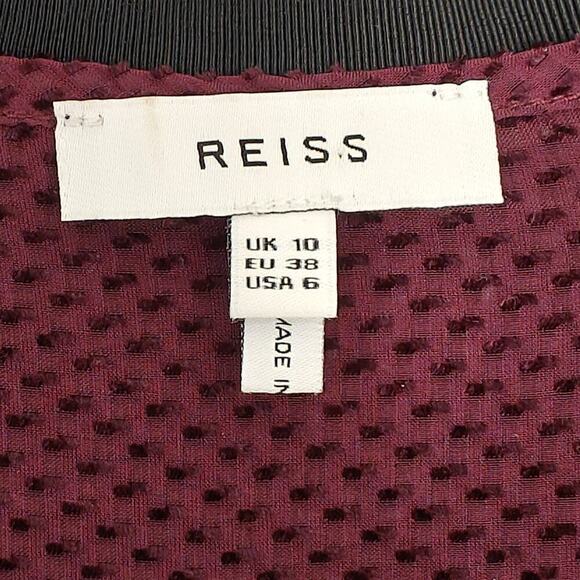 REISS
UK 10
EU 38
USA 6
MADE IN